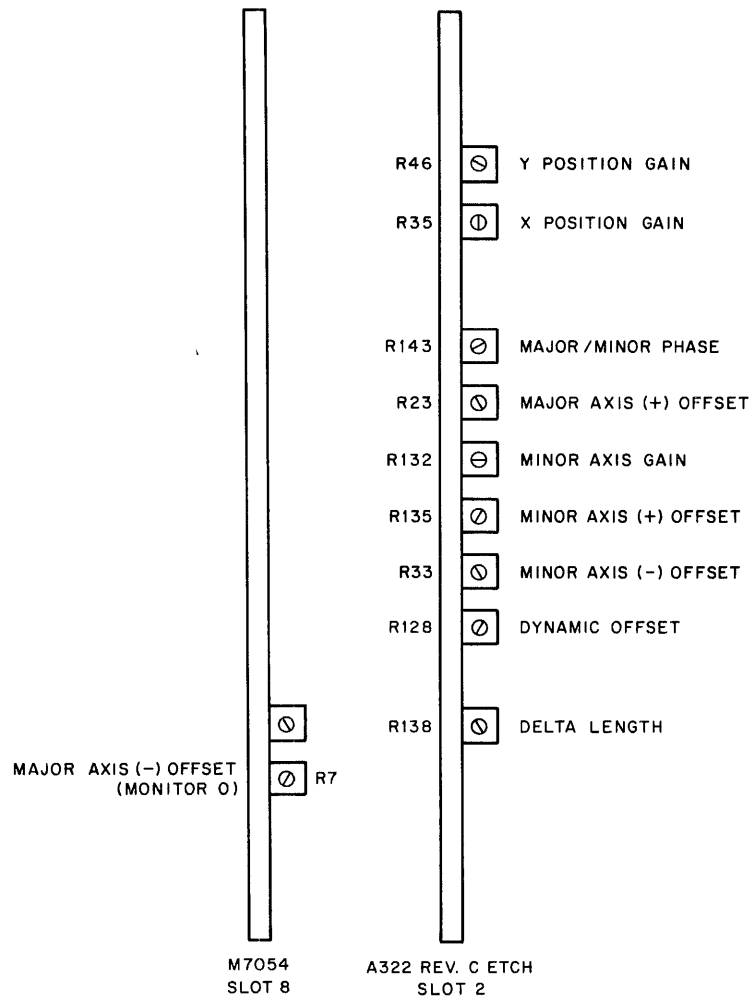 R46 Y POSITION GAIN
R35 X POSITION GAIN
R143 MAJOR/MINOR PHASE
R23 MAJOR AXIS (+) OFFSET
R132 MINOR AXIS GAIN
R135 MINOR AXIS (+) OFFSET
R33 MINOR AXIS (-) OFFSET
R128 DYNAMIC OFFSET
R138 DELTA LENGTH
MAJOR AXIS (-) OFFSET
(MONITOR 0) R7
M7054
SLOT 8
A322 REV. C ETCH
SLOT 2